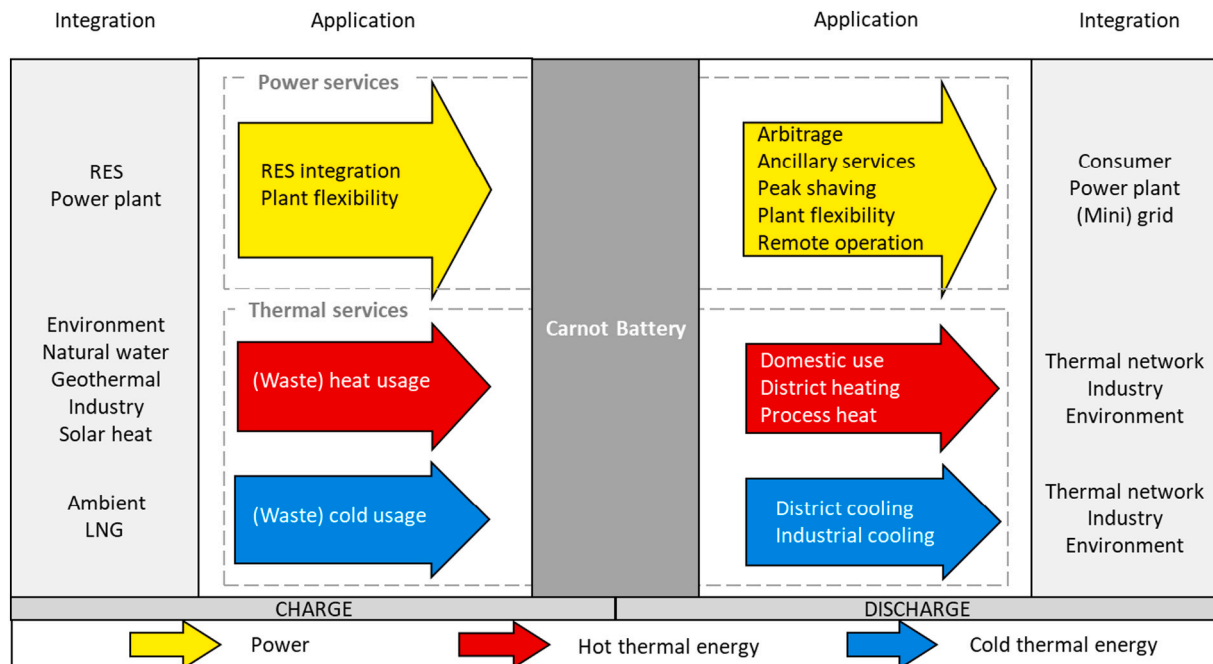 Integration
Application
Application
Integration
RES
Power plant
Power services
RES integration
Plant flexibility
Arbitrage
Ancillary services
Peak shaving
Plant flexibility
Remote operation
Consumer
Power plant
(Mini) grid
Environment
Natural water
Geothermal
Industry
Solar heat
Thermal services
(Waste) heat usage
Carnot Battery
Domestic use
District heating
Process heat
Thermal network
Industry
Environment
Ambient
LNG
(Waste) cold usage
District cooling
Industrial cooling
Thermal network
Industry
Environment
CHARGE
DISCHARGE
Power
Hot thermal energy
Cold thermal energy